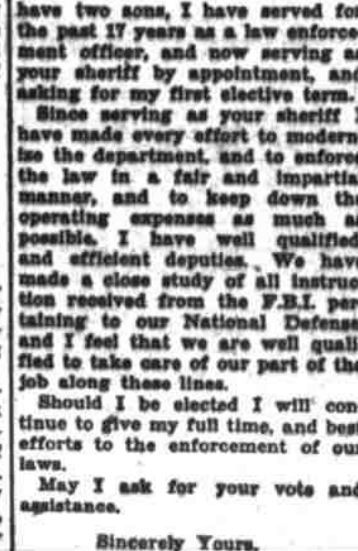 have two sons, I have served for
the past 17 years as a law enforce-
ment officer, and now serving as
your sheriff by appointment, and
asking for my first elective term.
Since serving as your sheriff I
have made every effort to modern-
ize the department, and to enforce
the law in a fair and impartial
manner, and to keep down the
operating expenses as much as
possible. I have well qualified
and efficient deputies. We have
made a close study of all instruc-
tion received from the F.B.I. per-
taining to our National Defense
and I feel that we are well quali-
fied to take care of our part of the
job along these lines.
Should I be elected I will con-
tinue to give my full time, and best
efforts to the enforcement of our
laws.
May I ask for your vote and
assistance.
Sincerely Yours,